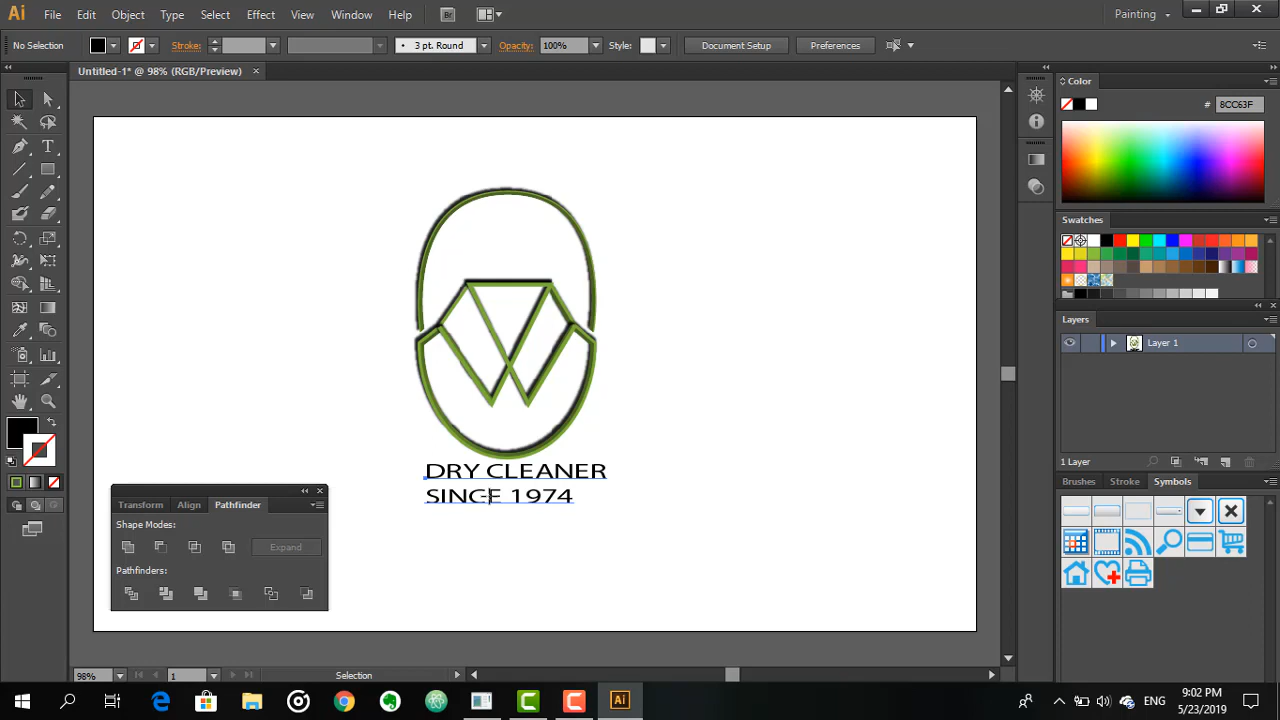 Ai File Edit Object Type Select Effect View Window Help Br Painting
No Selection Stroke: 3 pt. Round Opacity: 100% Style: Document Setup Preferences
Untitled-1* @ 98% (RGB/Preview)
Color
# 8CC63F
Swatches
Layers
Layer 1
1 Layer
Brushes Stroke Symbols
DRY CLEANER
SINCE 1974
Transform Align Pathfinder
Shape Modes:
Expand
Pathfinders:
98% 1 Selection
Ai ENG 9:02 PM
5/23/2019